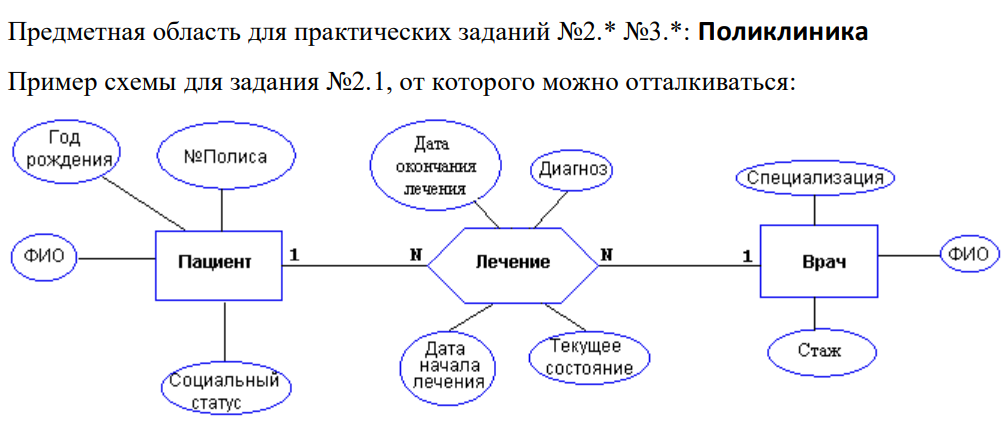 Предметная область для практических заданий №2.* №3.*: Поликлиника
Пример схемы для задания №2.1, от которого можно отталкиваться:
Год
рождения
№Полиса
Дата
окончания
лечения
Диагноз
Специализация
ФИО
Пациент
1
N
Лечение
N
1
Врач
ФИО
Социальный
статус
Дата
начала
лечения
Текущее
состояние
Стаж